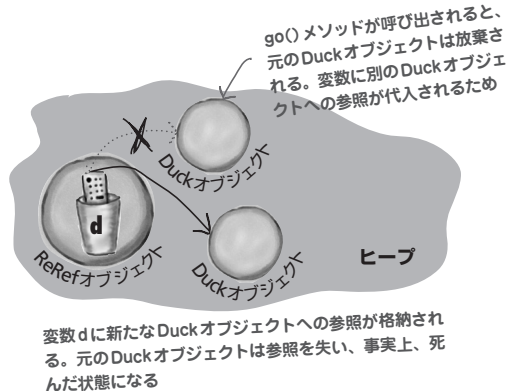 go()メソッドが呼び出されると、
元のDuckオブジェクトは放棄さ
れる。変数に別のDuckオブジェ
クトへの参照が代入されるため
Duckオブジェクト
d
ReRefオブジェクト
Duckオブジェクト
ヒープ
変数dに新たなDuckオブジェクトへの参照が格納され
る。元のDuckオブジェクトは参照を失い、事実上、死
んだ状態になる